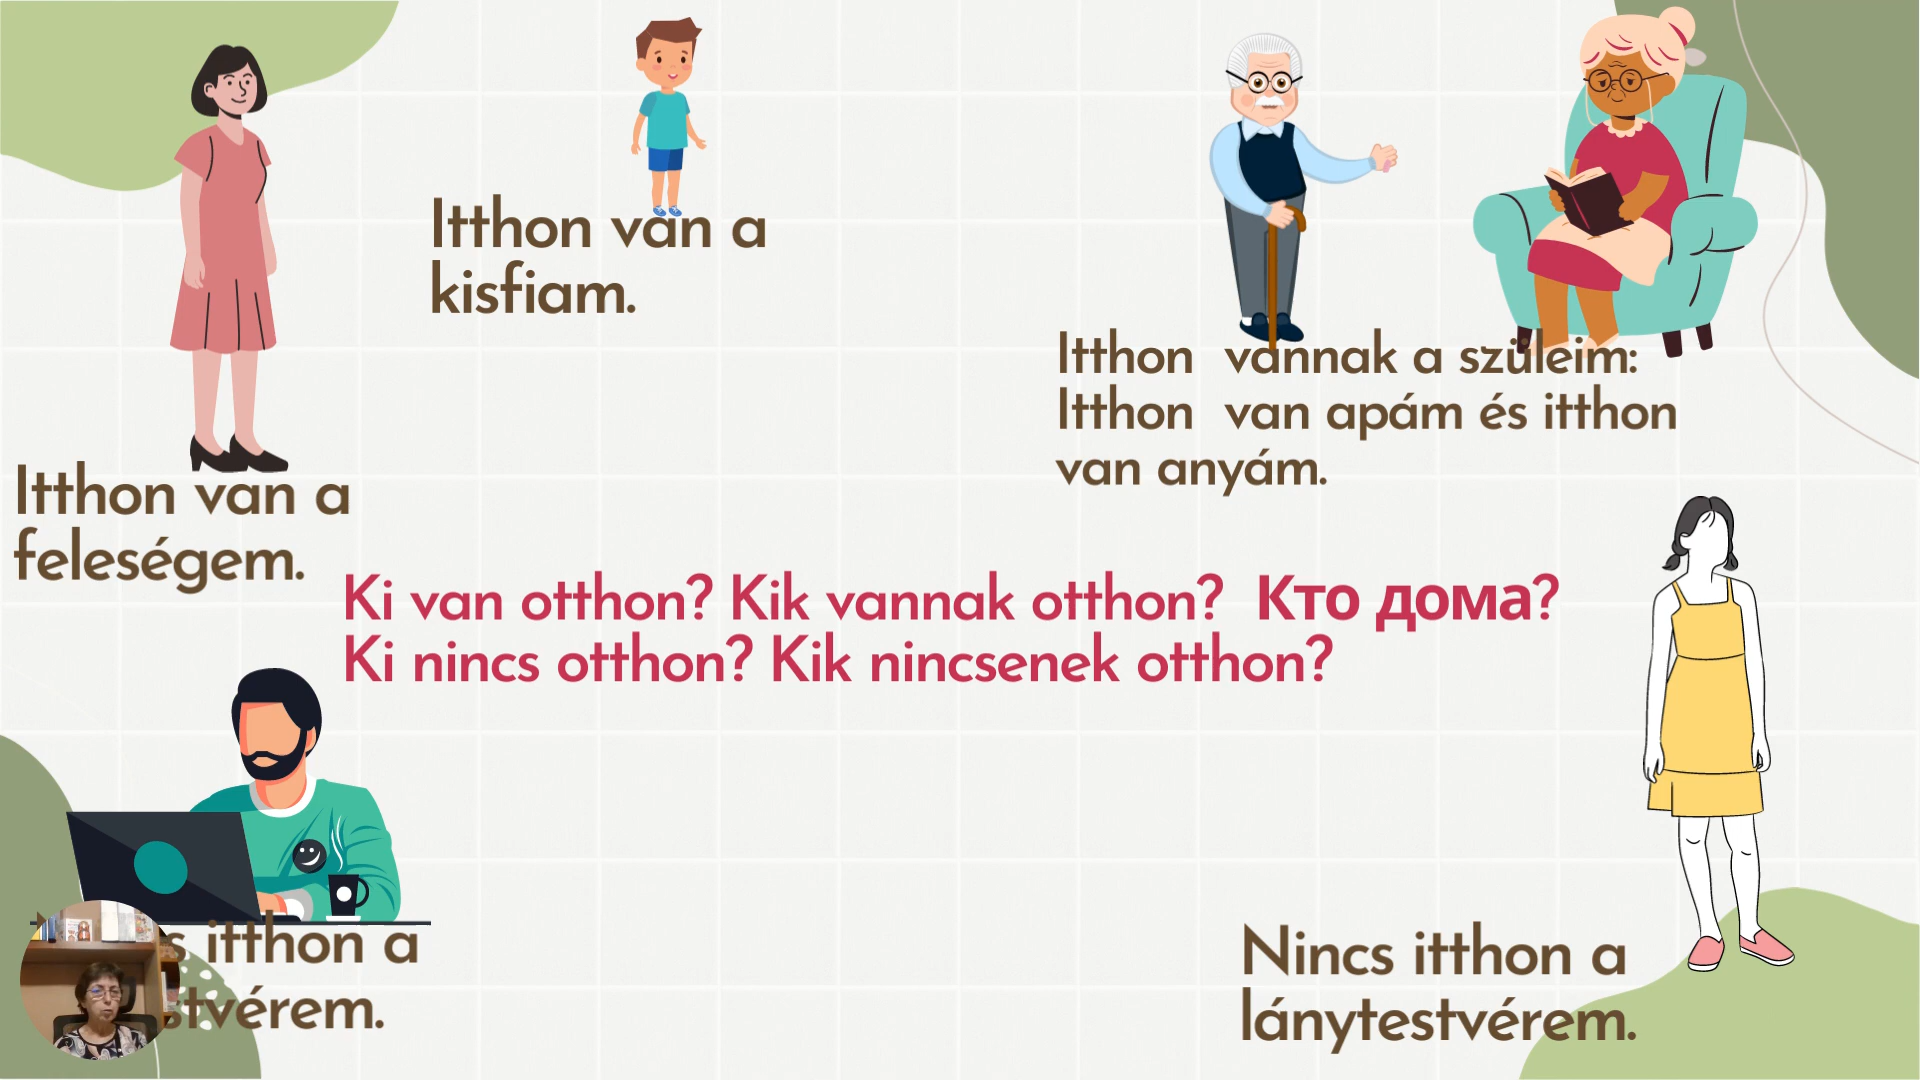 Itthon van a
kisfiam.
Itthon vannak a szüleim:
Itthon van apám és itthon
van anyám.
Itthon van a
feleségem.
Ki van otthon? Kik vannak otthon? Кто дома?
Ki nincs otthon? Kik nincsenek otthon?
itthon a
Nincs itthon a
lánytestvérem.